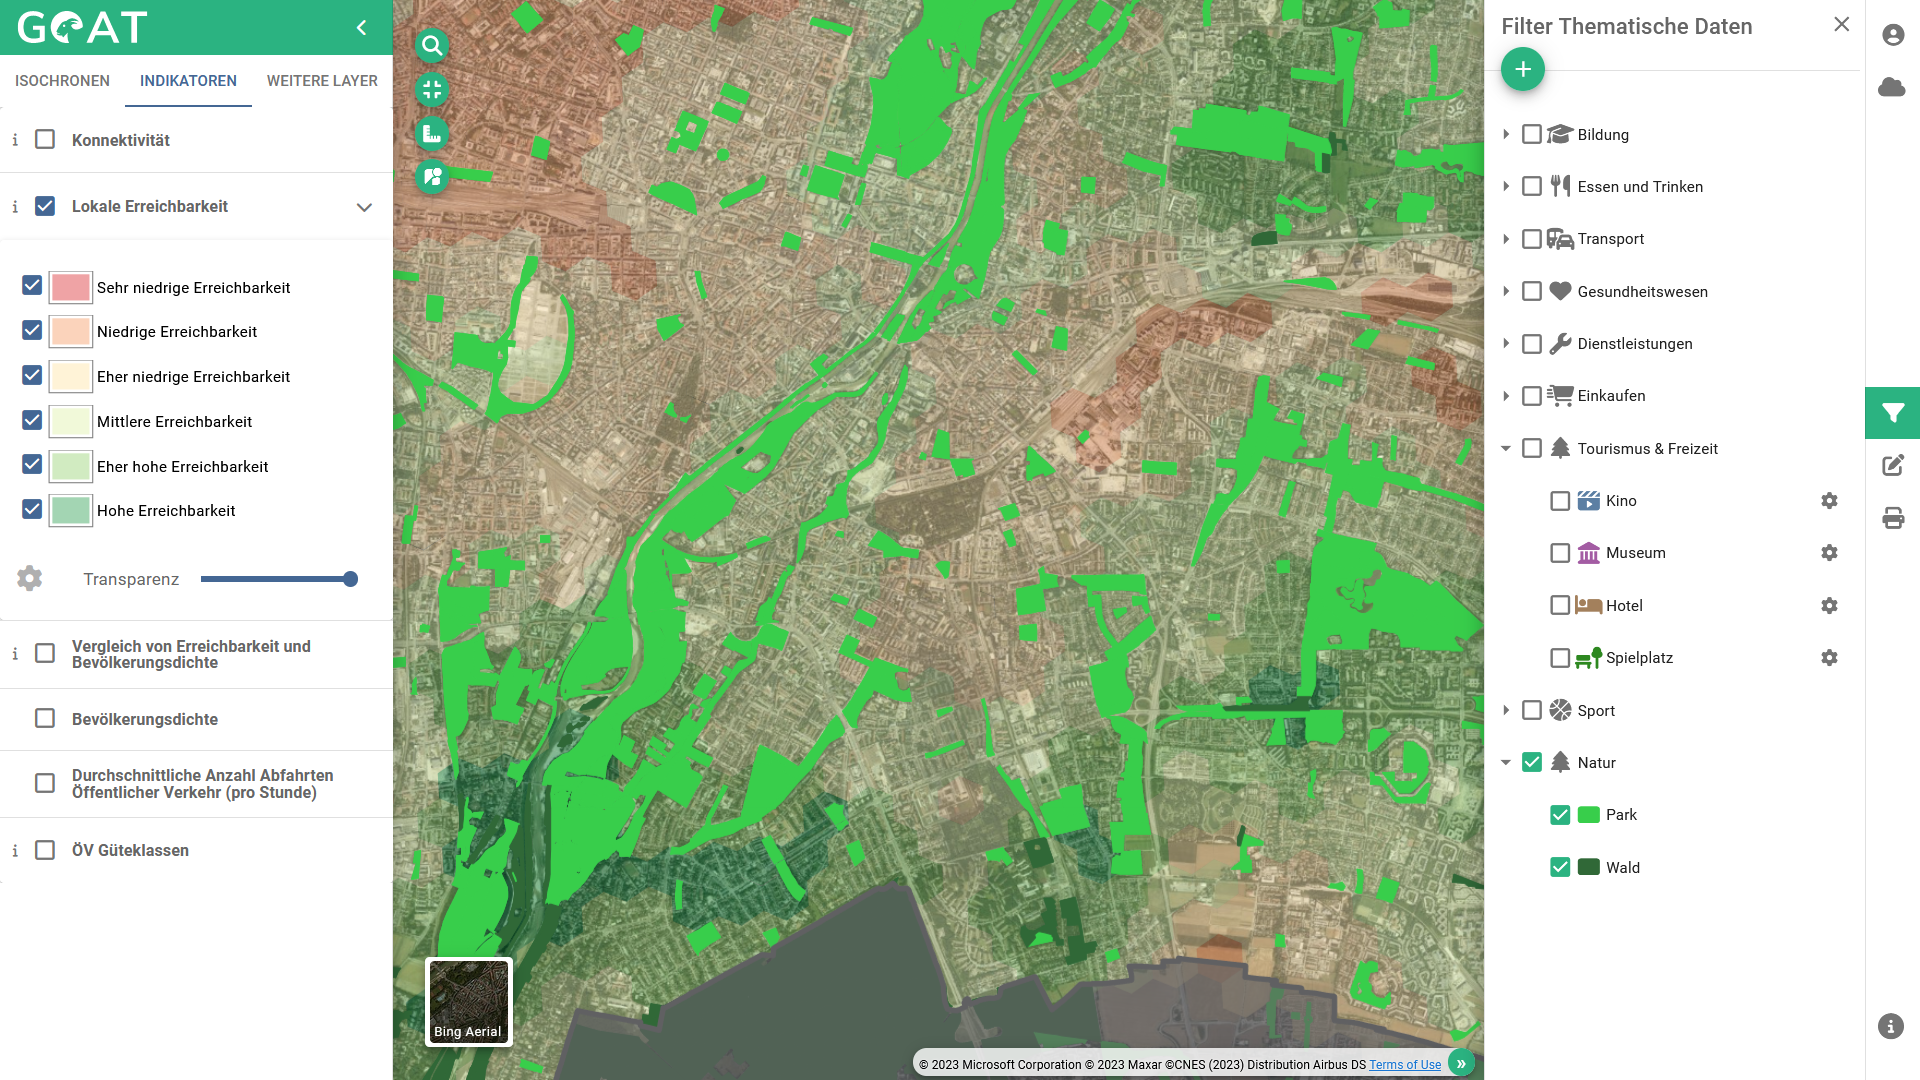 GOAT
ISOCHRONEN INDIKATOREN WEITERE LAYER
i Konnektivität
i Lokale Erreichbarkeit
Sehr niedrige Erreichbarkeit
Niedrige Erreichbarkeit
Eher niedrige Erreichbarkeit
Mittlere Erreichbarkeit
Eher hohe Erreichbarkeit
Hohe Erreichbarkeit
Transparenz
i Vergleich von Erreichbarkeit und
Bevölkerungsdichte
Bevölkerungsdichte
Durchschnittliche Anzahl Abfahrten
Öffentlicher Verkehr (pro Stunde)
i ÖV Güteklassen
Bing Aerial
© 2023 Microsoft Corporation © 2023 Maxar ©CNES (2023) Distribution Airbus DS Terms of Use »
Filter Thematische Daten
Bildung
Essen und Trinken
Transport
Gesundheitswesen
Dienstleistungen
Einkaufen
Tourismus & Freizeit
Kino
Museum
Hotel
Spielplatz
Sport
Natur
Park
Wald